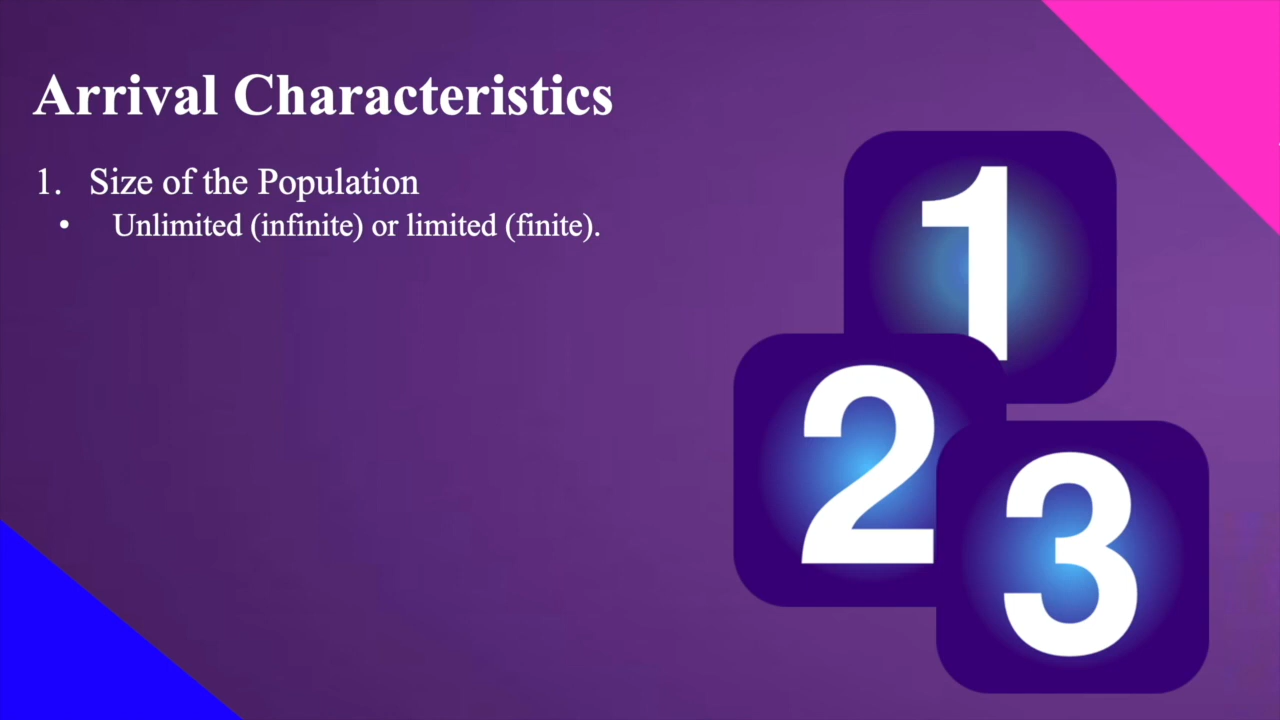 Arrival Characteristics
1. Size of the Population
• Unlimited (infinite) or limited (finite).
1
2
3